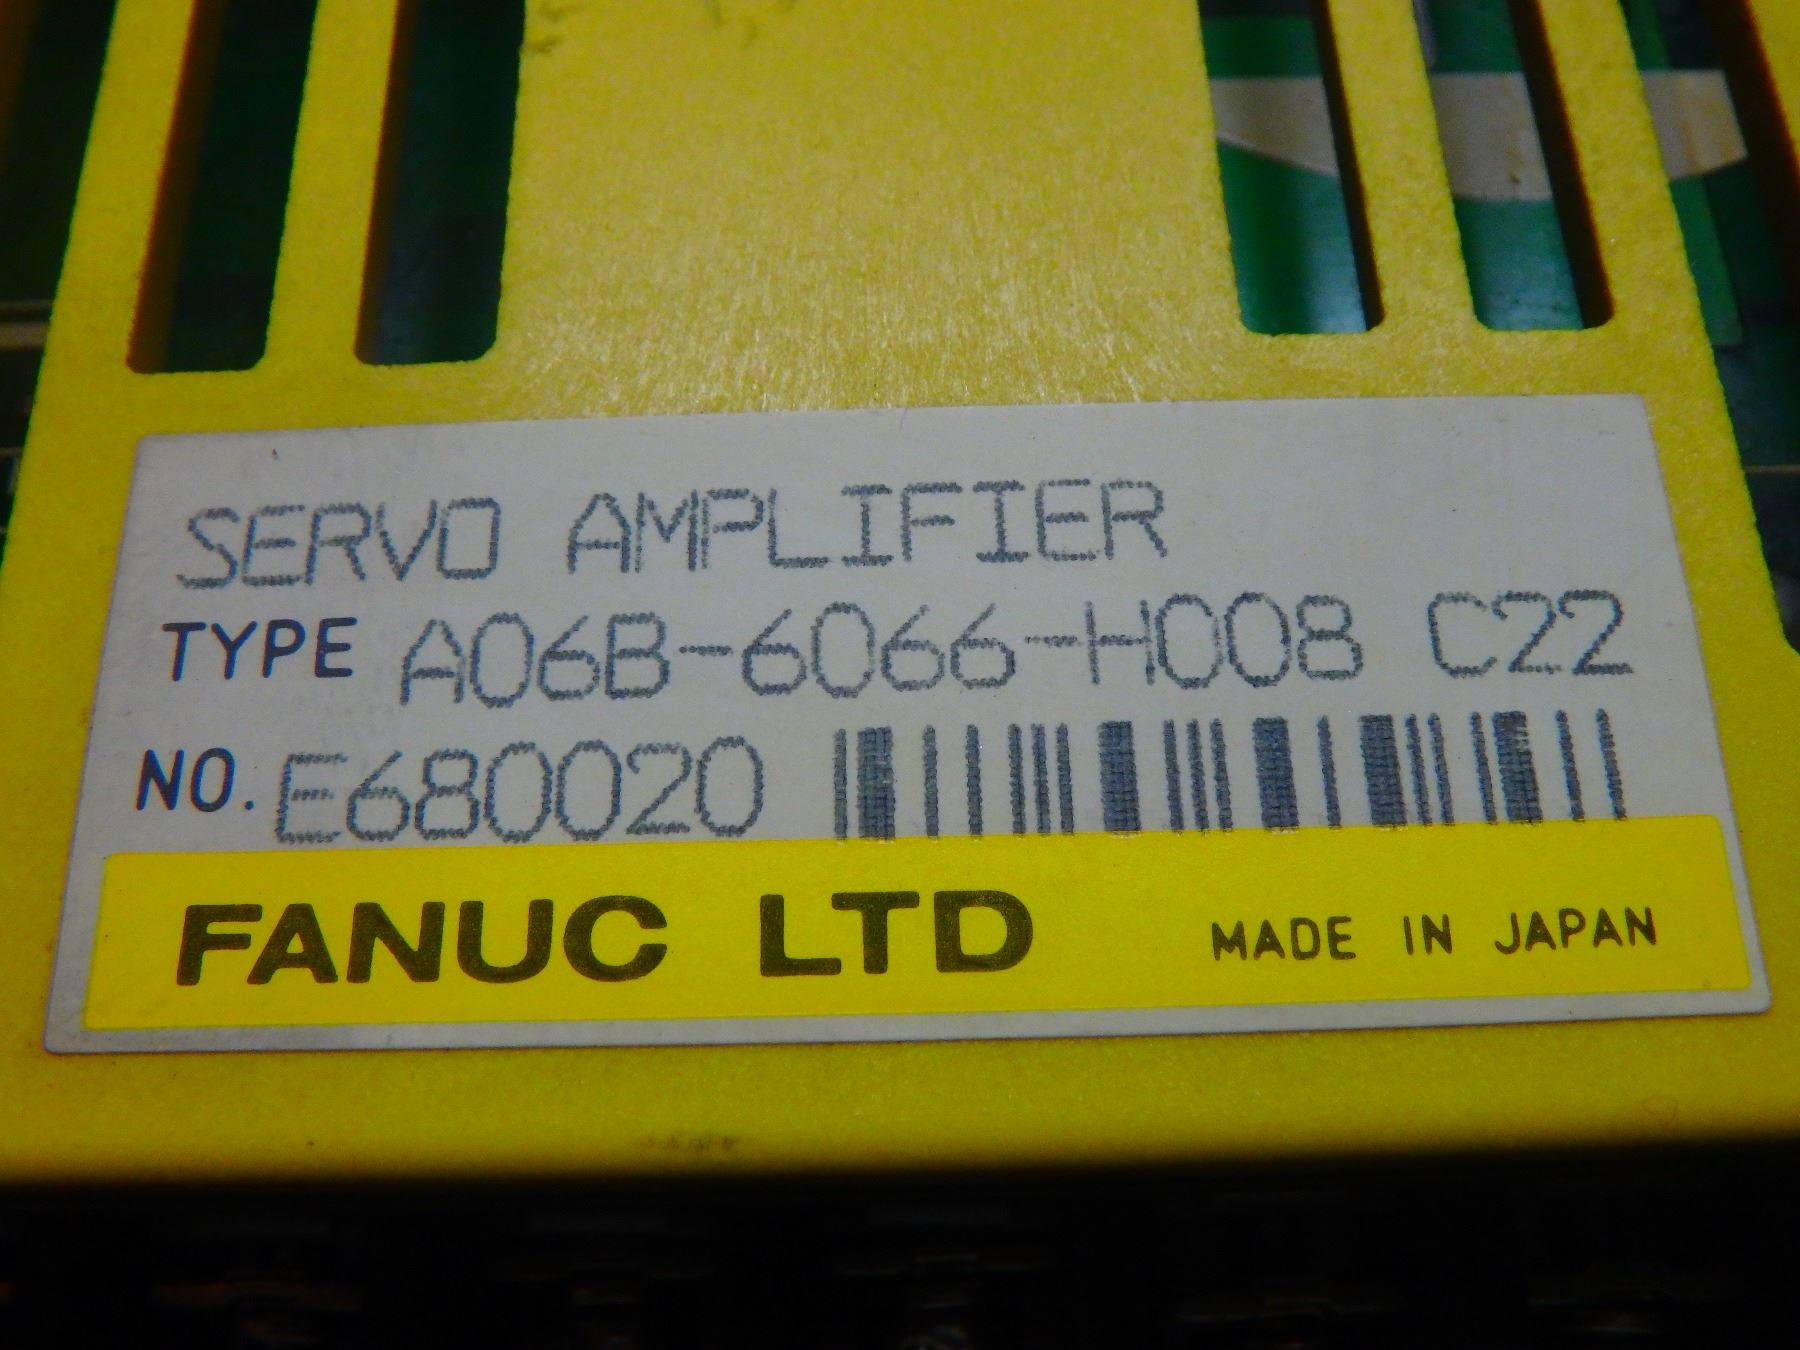 SERVO AMPLIFIER
TYPE A06B-6066-H008 C22
NO. E680020
FANUC LTD MADE IN JAPAN